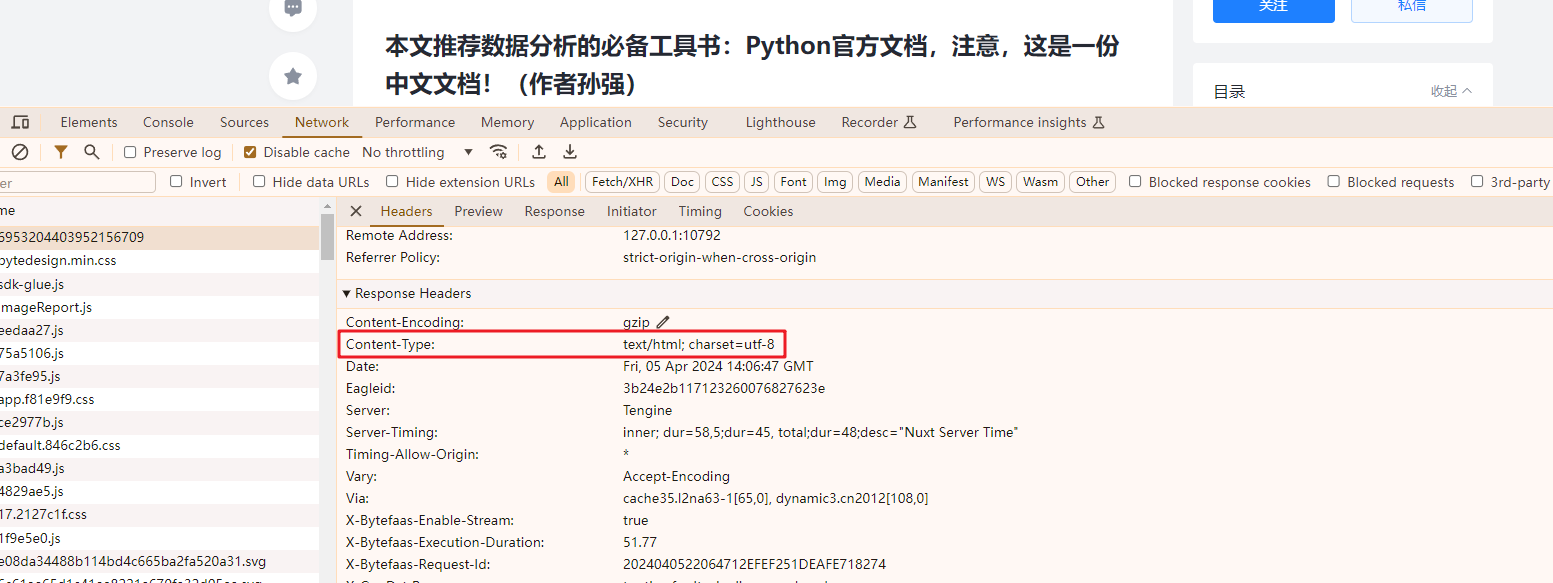 关注
私信
本文推荐数据分析的必备工具书：Python官方文档，注意，这是一份
中文文档！（作者孙强）
目录
收起
Elements Console Sources Network Performance Memory Application Security Lighthouse Recorder Performance insights
Preserve log Disable cache No throttling
er Invert Hide data URLs Hide extension URLs All Fetch/XHR Doc CSS JS Font Img Media Manifest WS Wasm Other Blocked response cookies Blocked requests 3rd-party
me
Headers Preview Response Initiator Timing Cookies
6953204403952156709
bytedesign.min.css
sdk-glue.js
mageReport.js
eedaa27.js
75a5106.js
7a3fe95.js
app.f81e9f9.css
ce2977b.js
default.846c2b6.css
a3bad49.js
4829ae5.js
17.2127c1f.css
1f9e5e0.js
e08da34488b114bd4c665ba2fa520a31.svg
Remote Address: 127.0.0.1:10792
Referrer Policy: strict-origin-when-cross-origin
Response Headers
Content-Encoding: gzip
Content-Type: text/html; charset=utf-8
Date: Fri, 05 Apr 2024 14:06:47 GMT
Eagleid: 3b24e2b117123260076827623e
Server: Tengine
Server-Timing: inner; dur=58,5;dur=45, total;dur=48;desc="Nuxt Server Time"
Timing-Allow-Origin: *
Vary: Accept-Encoding
Via: cache35.l2na63-1[65,0], dynamic3.cn2012[108,0]
X-Bytefaas-Enable-Stream: true
X-Bytefaas-Execution-Duration: 51.77
X-Bytefaas-Request-Id: 2024040522064712EFEF251DEAFE718274